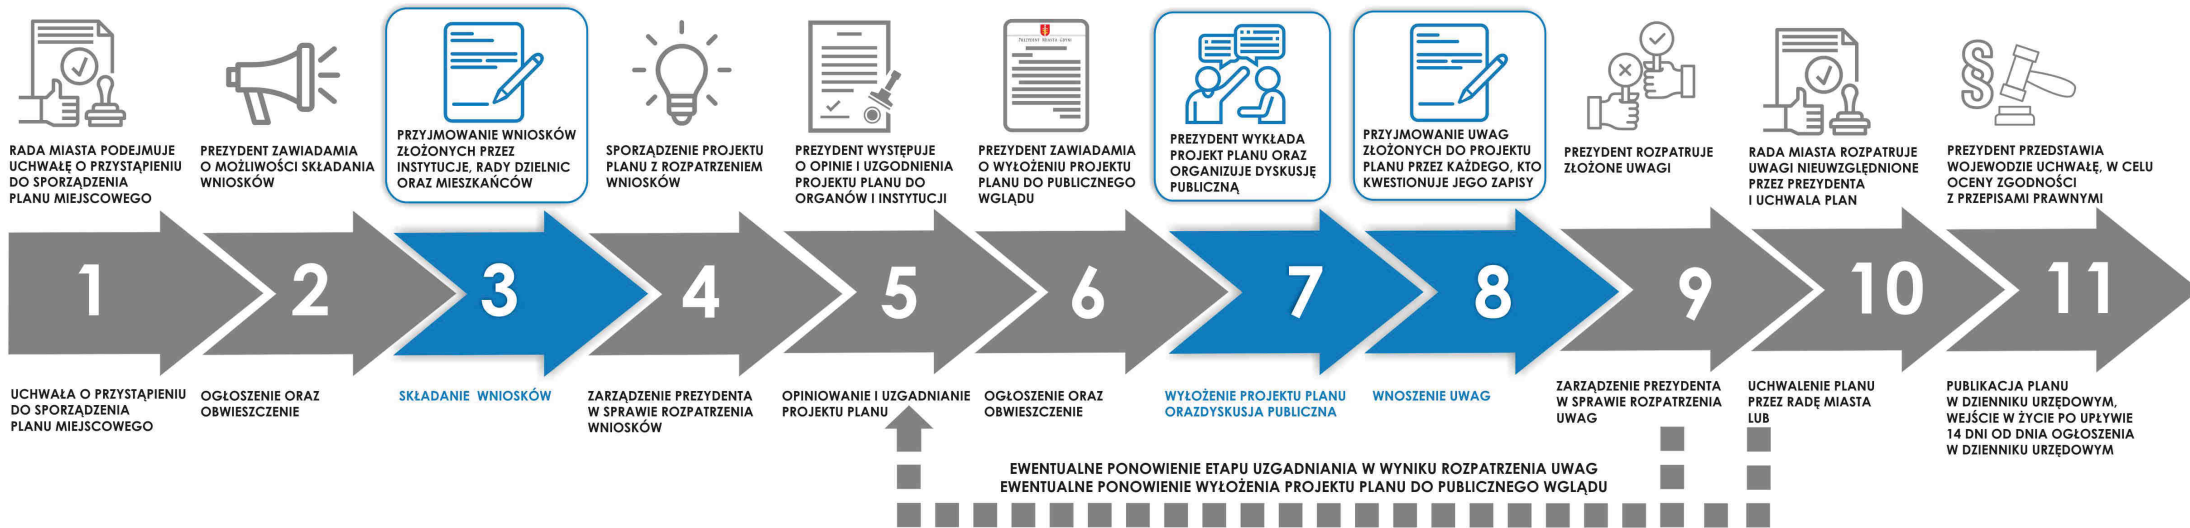 PREZYDENT MIASTA GDYNI
RADA MIASTA PODEJMUJE
UCHWAŁĘ O PRZYSTĄPIENIU
DO SPORZĄDZENIA
PLANU MIEJSCOWEGO
PREZYDENT ZAWIADAMIA
O MOŻLIWOŚCI SKŁADANIA
WNIOSKÓW
PRZYJMOWANIE WNIOSKÓW
ZŁOŻONYCH PRZEZ
INSTYTUCJE, RADY DZIELNIC
ORAZ MIESZKAŃCÓW
SPORZĄDZENIE PROJEKTU
PLANU Z ROZPATRZENIEM
WNIOSKÓW
PREZYDENT WYSTĘPUJE
O OPINIE I UZGODNIENIA
PROJEKTU PLANU DO
ORGANÓW I INSTYTUCJI
PREZYDENT ZAWIADAMIA
O WYŁOŻENIU PROJEKTU
PLANU DO PUBLICZNEGO
WGLĄDU
PREZYDENT WYKŁADA
PROJEKT PLANU ORAZ
ORGANIZUJE DYSKUSJĘ
PUBLICZNĄ
PRZYJMOWANIE UWAG
ZŁOŻONYCH DO PROJEKTU
PLANU PRZEZ KAŻDEGO, KTO
KWESTIONUJE JEGO ZAPISY
PREZYDENT ROZPATRUJE
ZŁOŻONE UWAGI
RADA MIASTA ROZPATRUJE
UWAGI NIEUWZGLĘDNIONE
PRZEZ PREZYDENTA
I UCHWALA PLAN
PREZYDENT PRZEDSTAWIA
WOJEWODZIE UCHWAŁĘ, W CELU
OCENY ZGODNOŚCI
Z PRZEPISAMI PRAWNYMI
1
2
3
4
5
6
7
8
9
10
11
UCHWAŁA O PRZYSTĄPIENIU
DO SPORZĄDZENIA
PLANU MIEJSCOWEGO
OGŁOSZENIE ORAZ
OBWIESZCZENIE
SKŁADANIE WNIOSKÓW
ZARZĄDZENIE PREZYDENTA
W SPRAWIE ROZPATRZENIA
WNIOSKÓW
OPINIOWANIE I UZGADNIANIE
PROJEKTU PLANU
OGŁOSZENIE ORAZ
OBWIESZCZENIE
WYŁOŻENIE PROJEKTU PLANU
ORAZDYSKUSJA PUBLICZNA
WNOSZENIE UWAG
ZARZĄDZENIE PREZYDENTA
W SPRAWIE ROZPATRZENIA
UWAG
UCHWALENIE PLANU
PRZEZ RADĘ MIASTA
LUB
PUBLIKACJA PLANU
W DZIENNIKU URZĘDOWYM,
WEJŚCIE W ŻYCIE PO UPŁYWIE
14 DNI OD DNIA OGŁOSZENIA
W DZIENNIKU URZĘDOWYM
EWENTUALNE PONOWIENIE ETAPU UZGADNIANIA W WYNIKU ROZPATRZENIA UWAG
EWENTUALNE PONOWIENIE WYŁOŻENIA PROJEKTU PLANU DO PUBLICZNEGO WGLĄDU